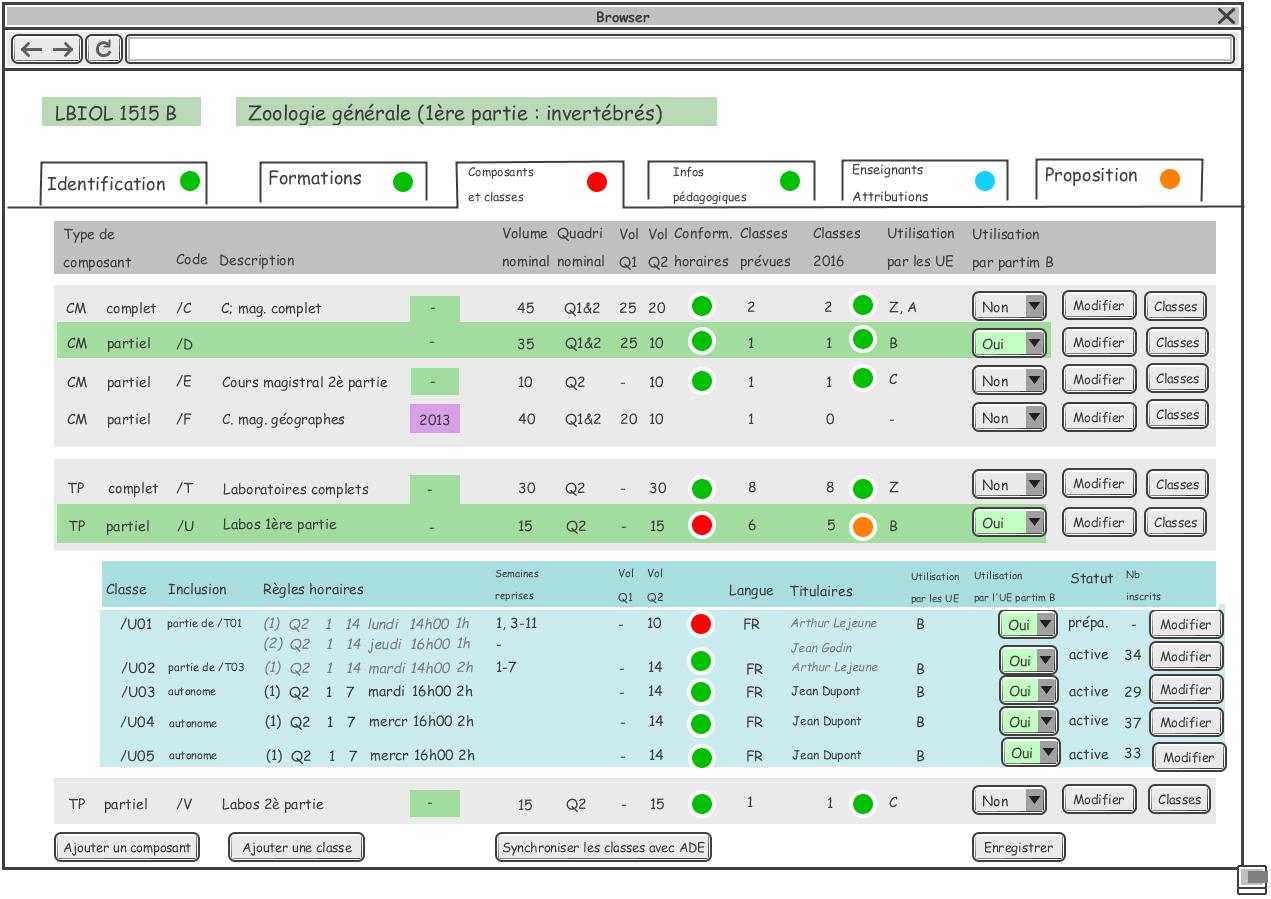 Browser
LBIOL 1515 B Zoologie générale (1ère partie : invertébrés)
Identification Formations Composants et classes Infos pédagogiques Enseignants Attributions Proposition
Type de composant Code Description Volume nominal Quadri nominal Vol Q1 Vol Q2 Conform. horaires Classes prévues Classes 2016 Utilisation par les UE Utilisation par partim B
CM complet /C C; mag. complet - 45 Q1&2 25 20 2 2 Z, A Non Modifier Classes
CM partiel /D - 35 Q1&2 25 10 1 1 B Oui Modifier Classes
CM partiel /E Cours magistral 2è partie - 10 Q2 - 10 1 1 C Non Modifier Classes
CM partiel /F C. mag. géographes 2013 40 Q1&2 20 10 1 0 - Non Modifier Classes
TP complet /T Laboratoires complets - 30 Q2 - 30 8 8 Z Non Modifier Classes
TP partiel /U Labos 1ère partie - 15 Q2 - 15 6 5 B Oui Modifier Classes
Classe Inclusion Règles horaires Semaines reprises Vol Q1 Vol Q2 Langue Titulaires Utilisation par les UE Utilisation par l'UE partim B Statut Nb inscrits
/U01 partie de /T01 (1) Q2 1 14 lundi 14h00 1h 1, 3-11 - 10 FR Arthur Lejeune B Oui prépa. - Modifier
(2) Q2 1 14 jeudi 16h00 1h - Jean Godin
/U02 partie de /T03 (1) Q2 1 14 mardi 14h00 2h 1-7 - 14 FR Arthur Lejeune B Oui active 34 Modifier
/U03 autonome (1) Q2 1 7 mardi 16h00 2h - 14 FR Jean Dupont B Oui active 29 Modifier
/U04 autonome (1) Q2 1 7 mercr 16h00 2h - 14 FR Jean Dupont B Oui active 37 Modifier
/U05 autonome (1) Q2 1 7 mercr 16h00 2h - 14 FR Jean Dupont B Oui active 33 Modifier
TP partiel /V Labos 2è partie - 15 Q2 - 15 1 1 C Non Modifier Classes
Ajouter un composant Ajouter une classe Synchroniser les classes avec ADE Enregistrer